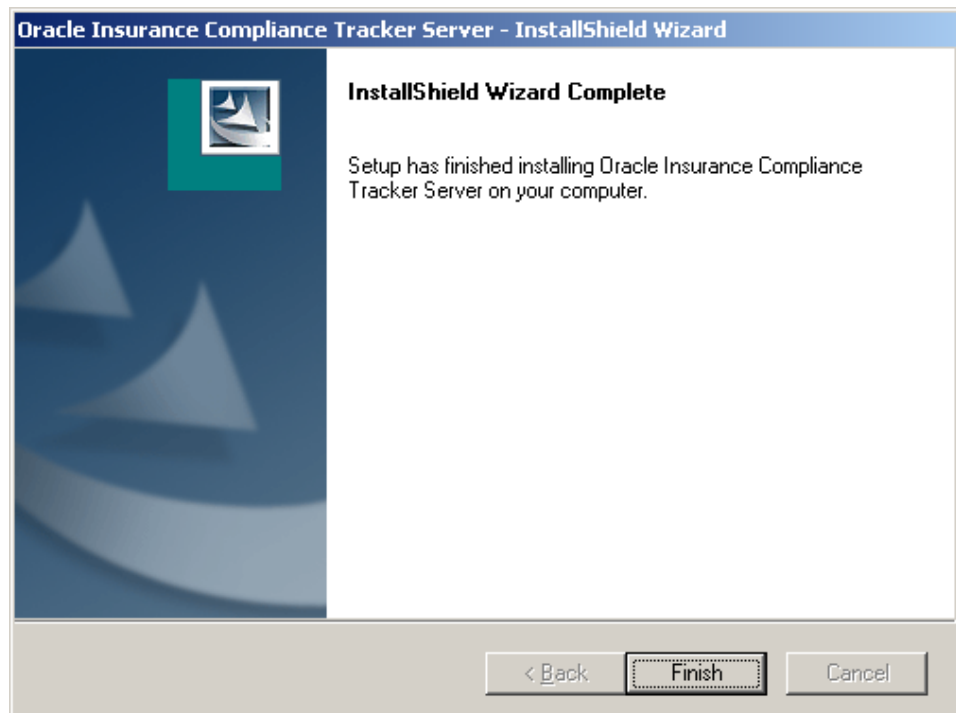 Oracle Insurance Compliance Tracker Server - InstallShield Wizard
InstallShield Wizard Complete
Setup has finished installing Oracle Insurance Compliance
Tracker Server on your computer.
< Back
Finish
Cancel